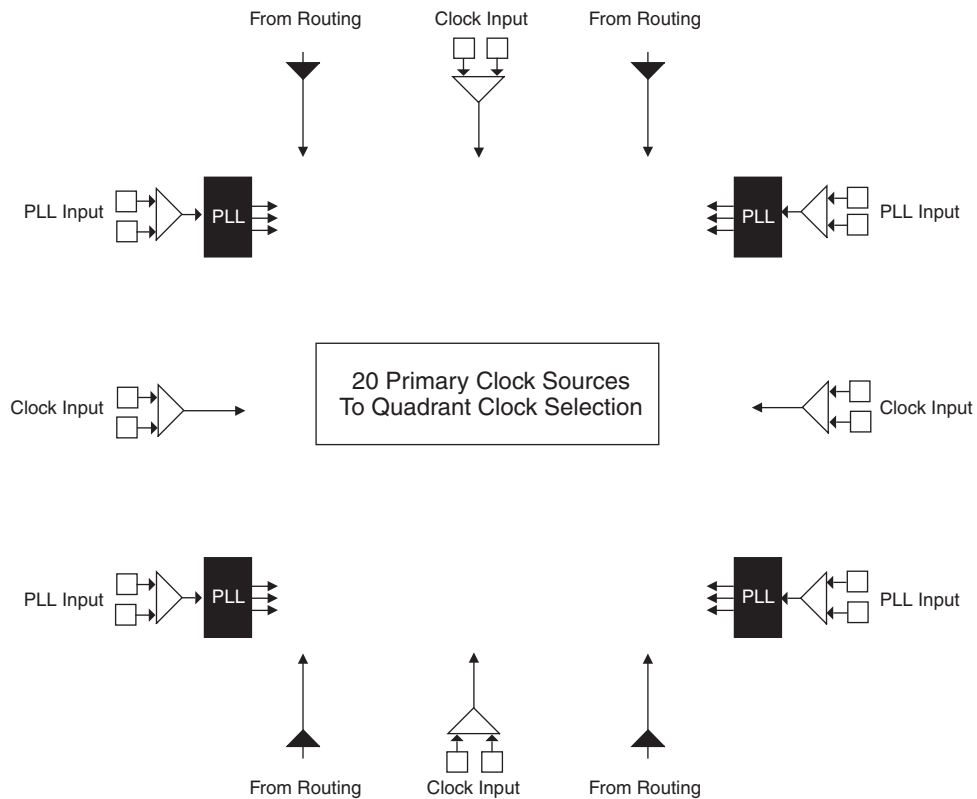 From Routing
Clock Input
From Routing
PLL Input
PLL
PLL
PLL Input
Clock Input
20 Primary Clock Sources
To Quadrant Clock Selection
Clock Input
PLL Input
PLL
PLL
PLL Input
From Routing
Clock Input
From Routing